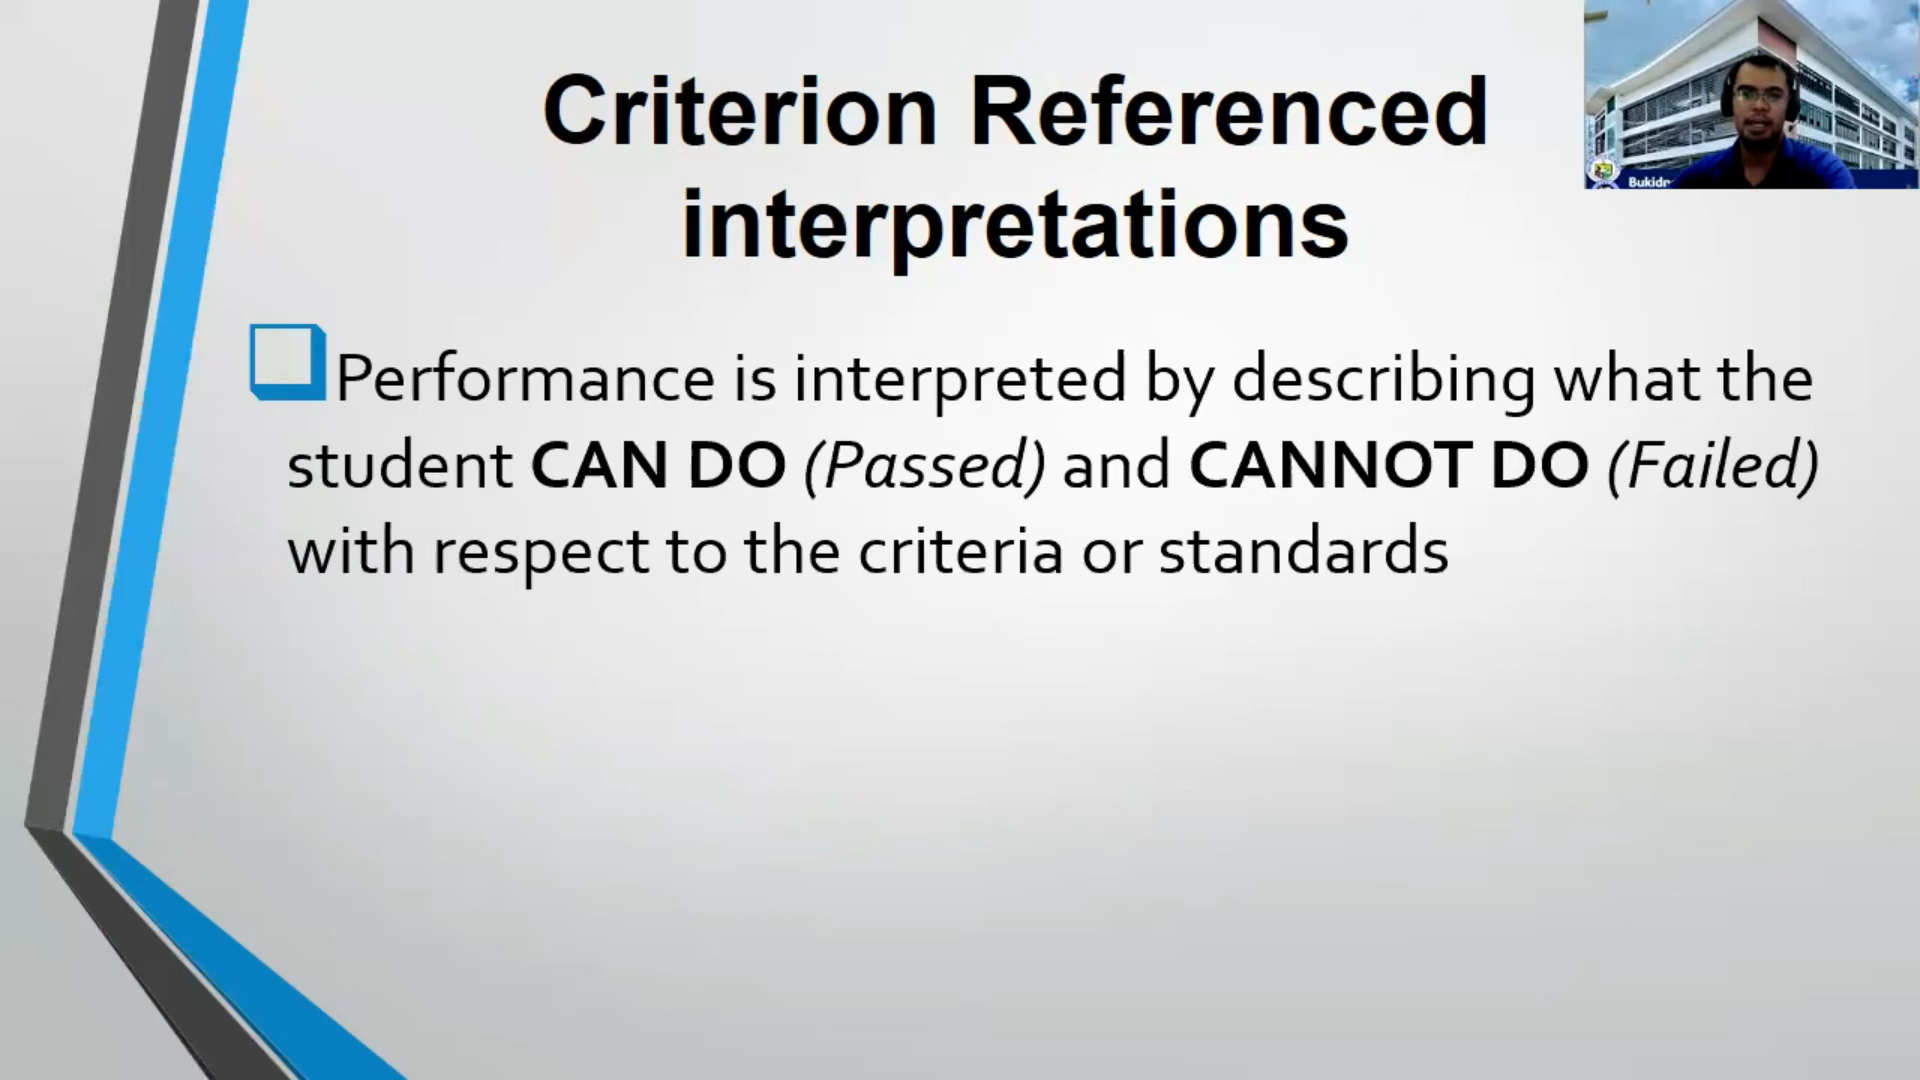 Criterion Referenced
interpretations
Performance is interpreted by describing what the
student CAN DO (Passed) and CANNOT DO (Failed)
with respect to the criteria or standards